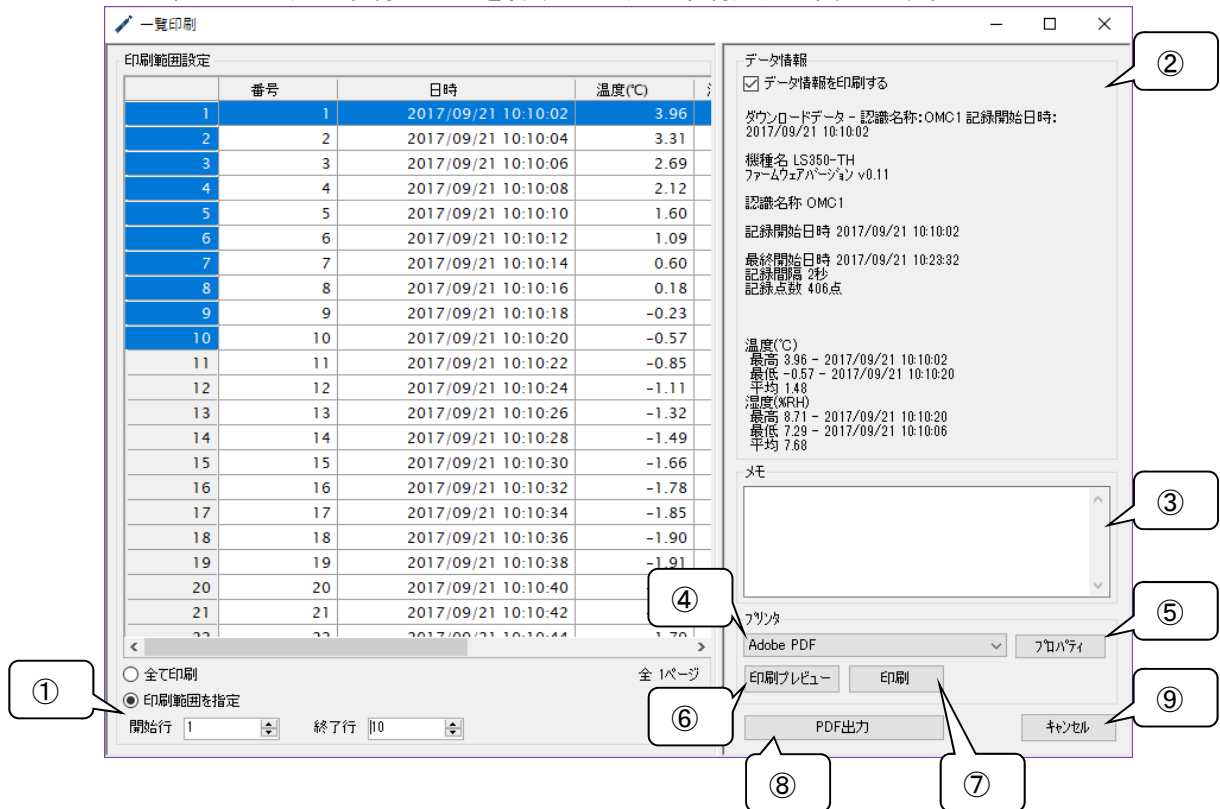 一覧印刷
印刷範囲設定
番号 日時 温度(℃)
1 1 2017/09/21 10:10:02 3.96
2 2 2017/09/21 10:10:04 3.31
3 3 2017/09/21 10:10:06 2.69
4 4 2017/09/21 10:10:08 2.12
5 5 2017/09/21 10:10:10 1.60
6 6 2017/09/21 10:10:12 1.09
7 7 2017/09/21 10:10:14 0.60
8 8 2017/09/21 10:10:16 0.18
9 9 2017/09/21 10:10:18 -0.23
10 10 2017/09/21 10:10:20 -0.57
11 11 2017/09/21 10:10:22 -0.85
12 12 2017/09/21 10:10:24 -1.11
13 13 2017/09/21 10:10:26 -1.32
14 14 2017/09/21 10:10:28 -1.49
15 15 2017/09/21 10:10:30 -1.66
16 16 2017/09/21 10:10:32 -1.78
17 17 2017/09/21 10:10:34 -1.85
18 18 2017/09/21 10:10:36 -1.90
19 19 2017/09/21 10:10:38 -1.91
20 20 2017/09/21 10:10:40
21 21 2017/09/21 10:10:42
22 22 2017/09/21 10:10:44 -1.79
全て印刷 全 1ページ
印刷範囲を指定
開始行 1 終了行 10
①
データ情報
データ情報を印刷する
②
ダウンロードデータ - 認識名称:OMC1 記録開始日時:
2017/09/21 10:10:02
機種名 LS350-TH
ファームウェアバージョン v0.11
認識名称 OMC1
記録開始日時 2017/09/21 10:10:02
最終開始日時 2017/09/21 10:23:32
記録間隔 2秒
記録点数 406点
温度(℃)
最高 3.96 - 2017/09/21 10:10:02
最低 -0.57 - 2017/09/21 10:10:20
平均 1.48
湿度(%RH)
最高 8.71 - 2017/09/21 10:10:20
最低 7.29 - 2017/09/21 10:10:06
平均 7.68
メモ
③
④
プリンタ
⑤
Adobe PDF プロパティ
印刷プレビュー 印刷
⑥
⑨
PDF出力 キャンセル
⑧ ⑦